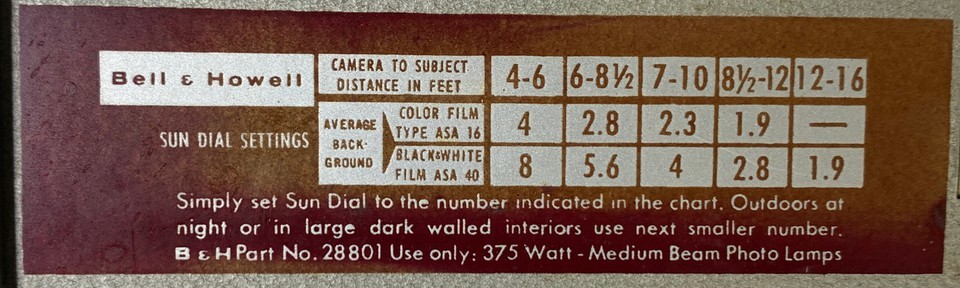 Bell & Howell CAMERA TO SUBJECT DISTANCE IN FEET 4-6 6-8½ 7-10 8½-12 12-16
SUN DIAL SETTINGS AVERAGE BACK-GROUND
COLOR FILM TYPE ASA 16 4 2.8 2.3 1.9 —
BLACK&WHITE FILM ASA 40 8 5.6 4 2.8 1.9
Simply set Sun Dial to the number indicated in the chart. Outdoors at
night or in large dark walled interiors use next smaller number.
B & H Part No. 28801 Use only: 375 Watt - Medium Beam Photo Lamps